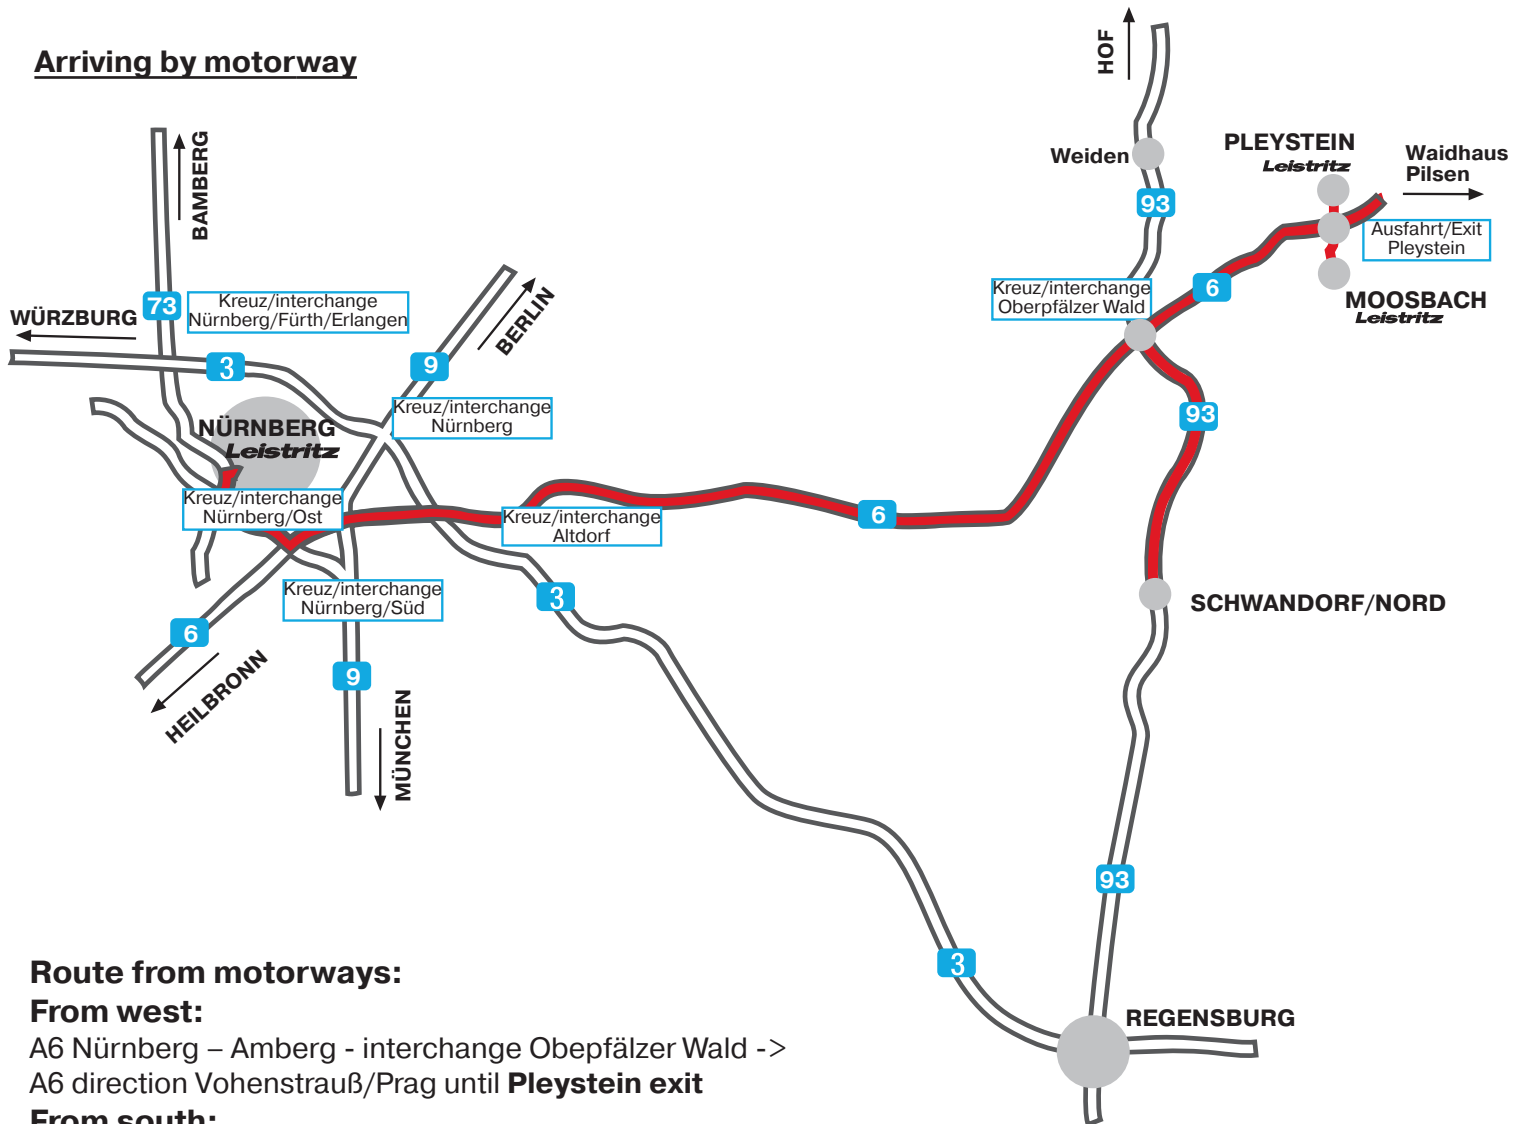 Arriving by motorway
HOF
Weiden
93
PLEYSTEIN
Leistritz
Waidhaus
Pilsen
Ausfahrt/Exit
Pleystein
MOOSBACH
Leistritz
Kreuz/interchange
Oberpfälzer Wald
6
93
BAMBERG
73
Kreuz/interchange
Nürnberg/Fürth/Erlangen
WÜRZBURG
3
BERLIN
9
Kreuz/interchange
Nürnberg
NÜRNBERG
Leistritz
Kreuz/interchange
Nürnberg/Ost
Kreuz/interchange
Altdorf
6
Kreuz/interchange
Nürnberg/Süd
3
SCHWANDORF/NORD
6
HEILBRONN
9
MÜNCHEN
93
3
REGENSBURG
Route from motorways:
From west:
A6 Nürnberg – Amberg - interchange Obepfälzer Wald ->
A6 direction Vohenstrauß/Prag until Pleystein exit
From south: